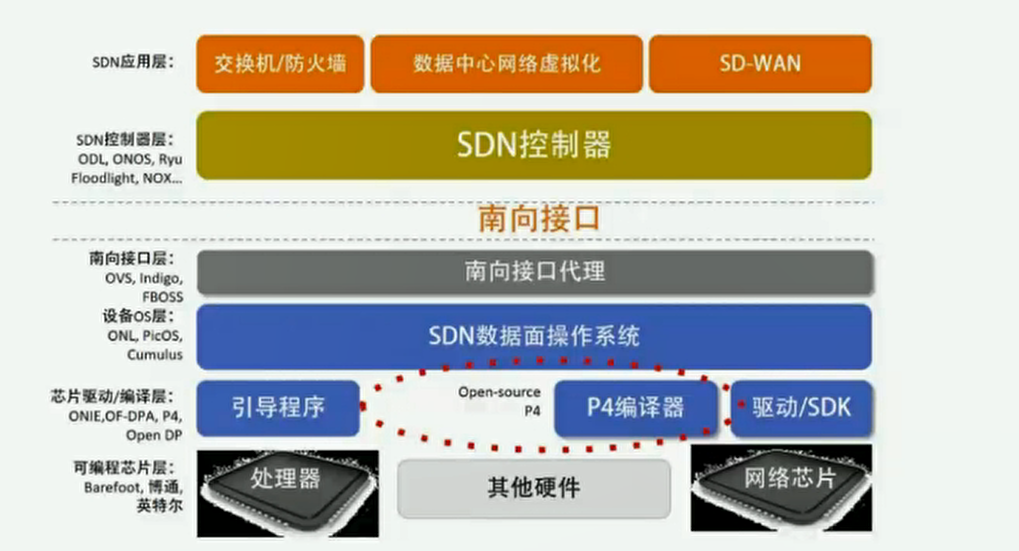 SDN应用层：
交换机/防火墙
数据中心网络虚拟化
SD-WAN
SDN控制器层：
ODL, ONOS, Ryu
Floodlight, NOX...
SDN控制器
南向接口
南向接口层：
OVS, Indigo,
FBOSS
南向接口代理
设备OS层：
ONL, PicOS,
Cumulus
SDN数据面操作系统
芯片驱动/编译层：
ONIE,OF-DPA, P4,
Open DP
引导程序
Open-source
P4
P4编译器
驱动/SDK
可编程芯片层：
Barefoot, 博通,
英特尔
处理器
其他硬件
网络芯片